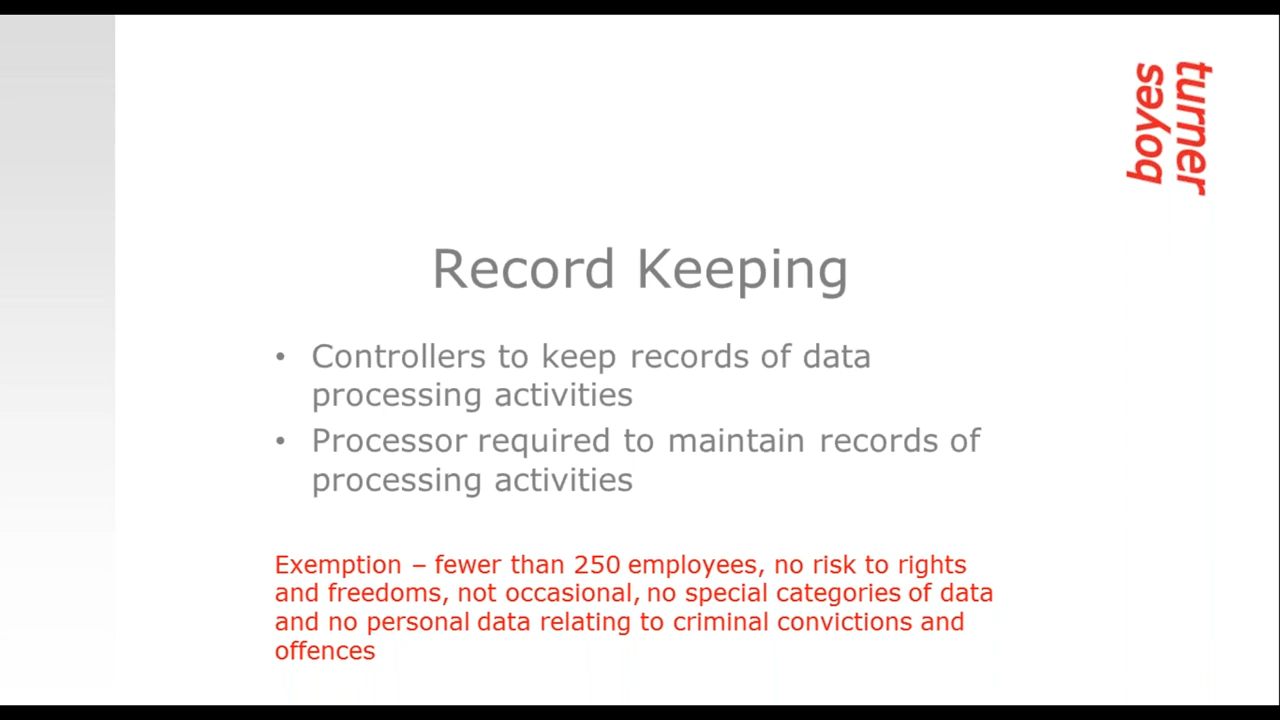 boyes
turner
Record Keeping
• Controllers to keep records of data
processing activities
• Processor required to maintain records of
processing activities
Exemption – fewer than 250 employees, no risk to rights
and freedoms, not occasional, no special categories of data
and no personal data relating to criminal convictions and
offences